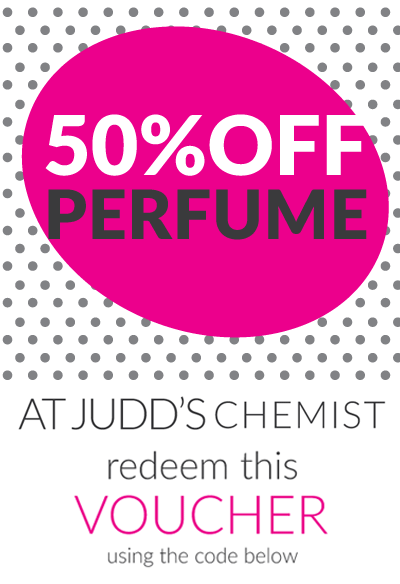 50%OFF
PERFUME
AT JUDD'S CHEMIST
redeem this
VOUCHER
using the code below